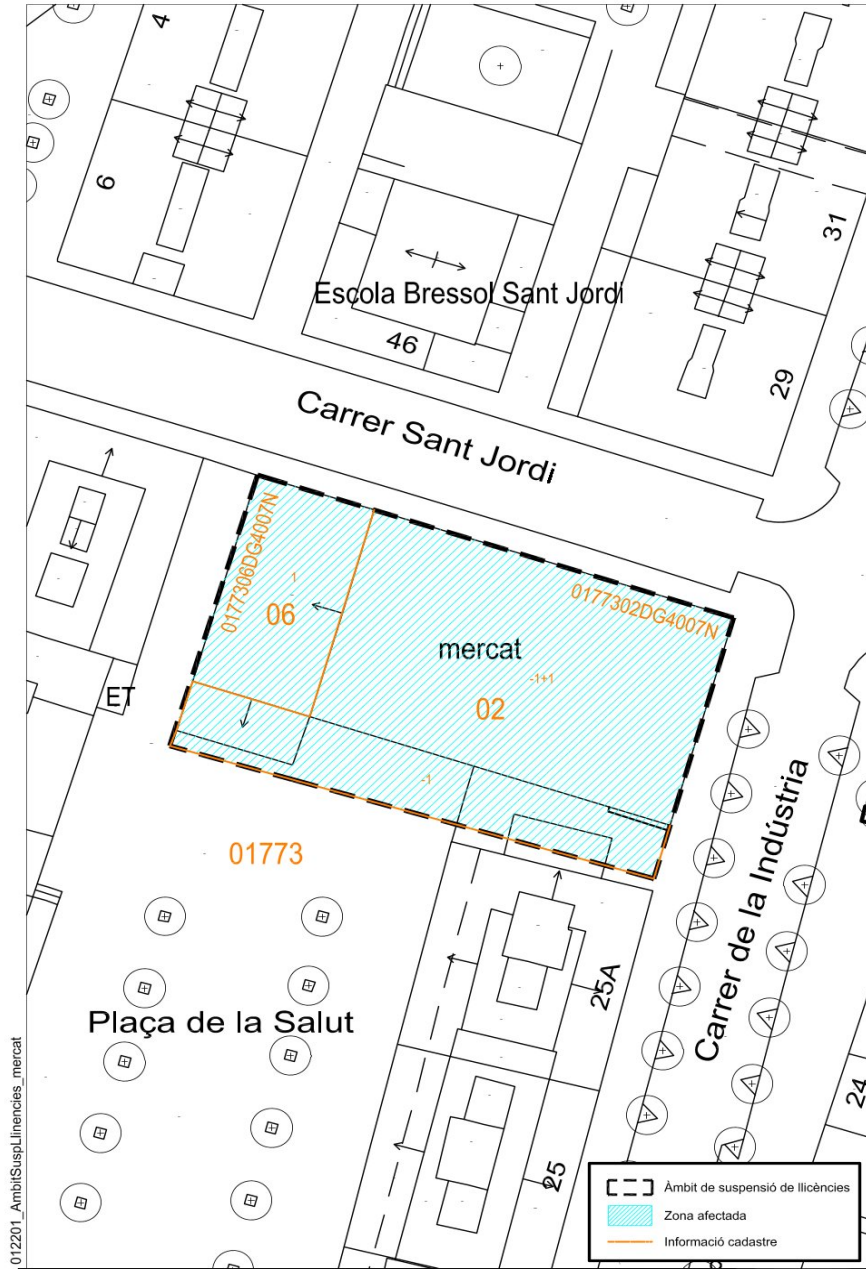 4
6
31
Escola Bressol Sant Jordi
46
29
Carrer Sant Jordi
0177306DG4007N
1
06
0177302DG4007N
mercat
-1+1
02
ET
-1
01773
Carrer de la Indústria
25A
Plaça de la Salut
24
25
Àmbit de suspensió de llicències
Zona afectada
Informació cadastre
012201_AmbitSuspLlinencies_mercat